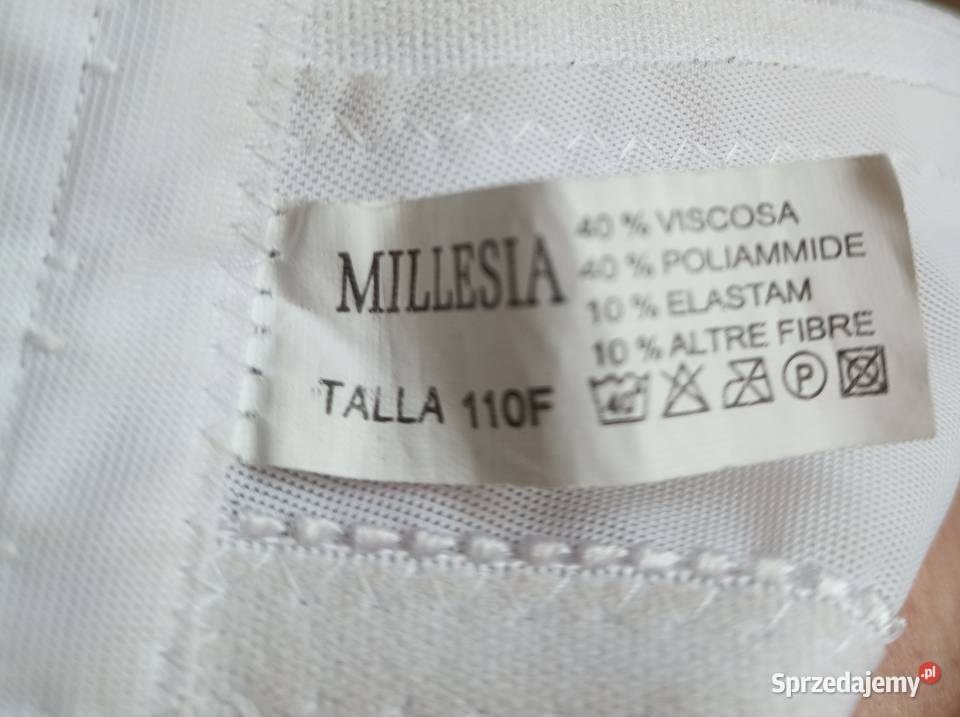 MILLESIA
TALLA 110F
40 % VISCOSA
40 % POLIAMMIDE
10 % ELASTAM
10 % ALTRE FIBRE
40° P
Sprzedajemy.pl